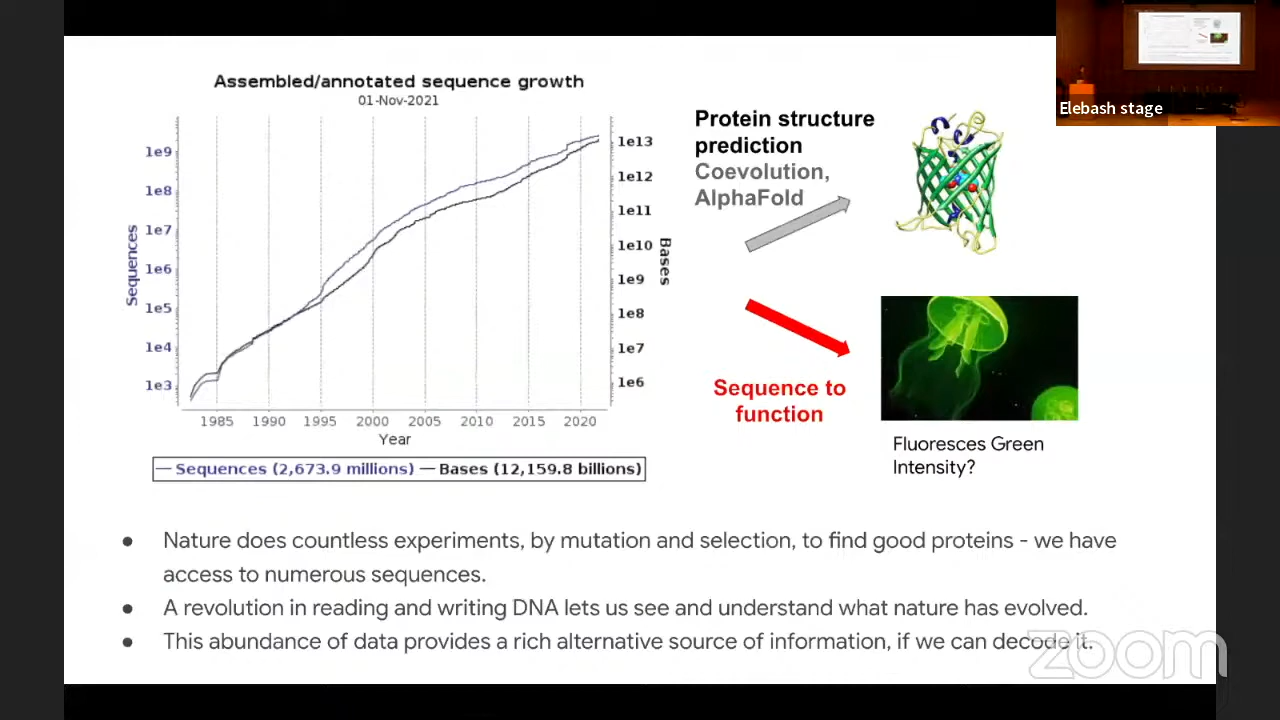 Assembled/annotated sequence growth
01-Nov-2021
1e9
1e8
1e7
1e6
1e5
1e4
1e3
Sequences
1e13
1e12
1e11
1e10
1e9
1e8
1e7
1e6
Bases
1985 1990 1995 2000 2005 2010 2015 2020
Year
Sequences (2,673.9 millions) Bases (12,159.8 billions)
Protein structure
prediction
Coevolution,
AlphaFold
Sequence to
function
Fluoresces Green
Intensity?
Elebash stage
● Nature does countless experiments, by mutation and selection, to find good proteins - we have
access to numerous sequences.
● A revolution in reading and writing DNA lets us see and understand what nature has evolved.
● This abundance of data provides a rich alternative source of information, if we can decode it.
zoom